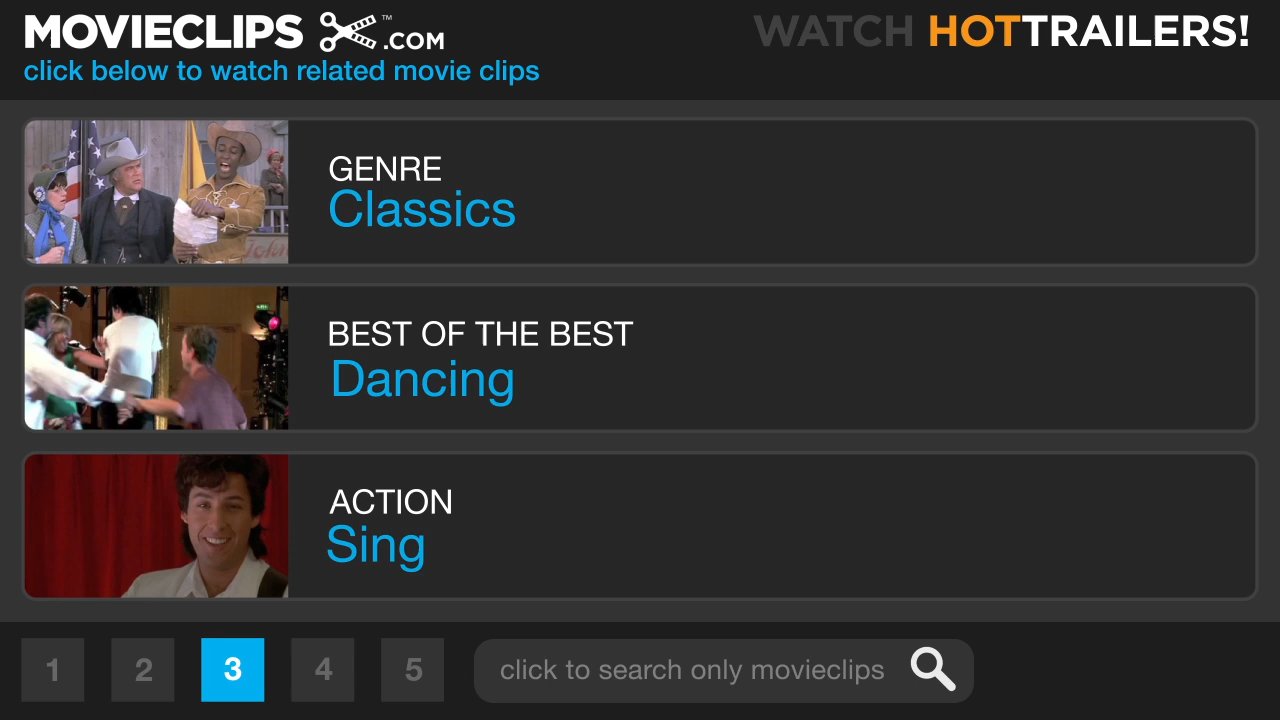 MOVIECLIPS ™ .COM
WATCH HOTTRAILERS!
click below to watch related movie clips
GENRE
Classics
BEST OF THE BEST
Dancing
ACTION
Sing
1 2 3 4 5 click to search only movieclips